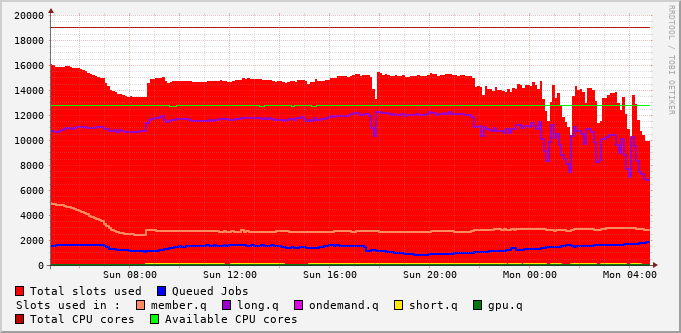 20000
18000
16000
14000
12000
10000
8000
6000
4000
2000
0
Sun 08:00 Sun 12:00 Sun 16:00 Sun 20:00 Mon 00:00 Mon 04:00
RRDTOOL / TOBI OETIKER
Total slots used Queued Jobs
Slots used in : member.q long.q ondemand.q short.q gpu.q
Total CPU cores Available CPU cores